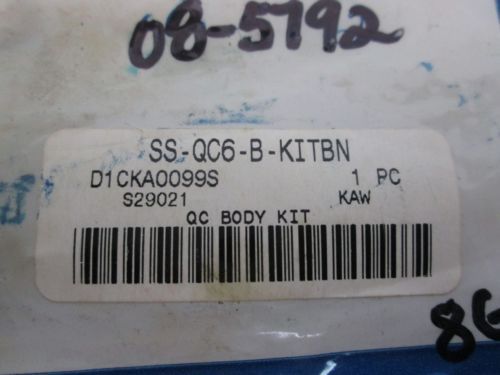 08-5792
SS-QC6-B-KITBN
D1CKA0099S 1 PC
S29021 KAW
QC BODY KIT